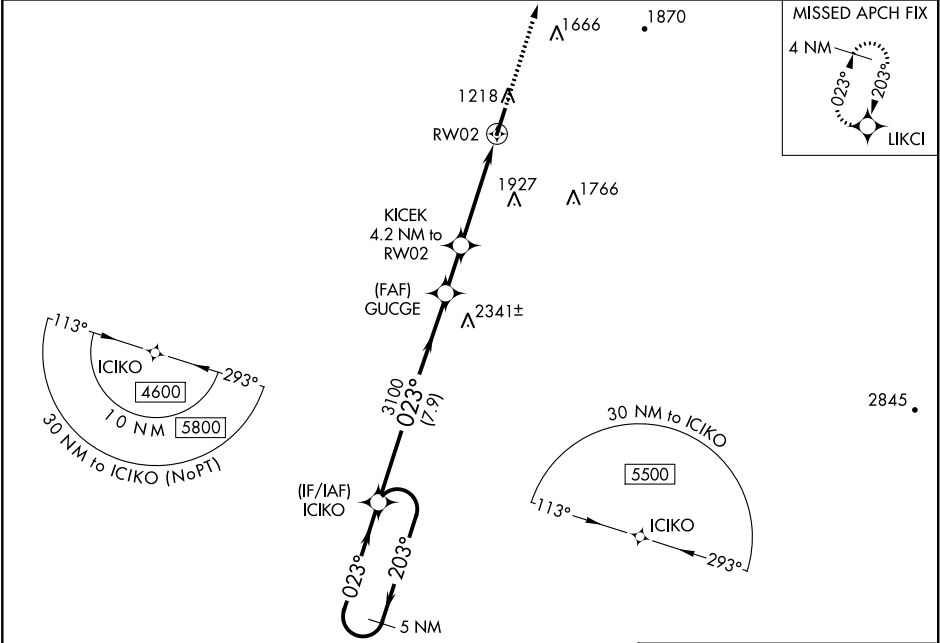 1666
1870
MISSED APCH FIX
4 NM
023°
203°
LIKCI
1218
RW02
1927
1766
KICEK
4.2 NM to
RW02
(FAF)
GUCGE
2341±
113°
ICIKO
293°
4600
10 NM
5800
30 NM to ICIKO (NoPT)
3100
023°
(7.9)
2845
30 NM to ICIKO
5500
113°
ICIKO
293°
(IF/IAF)
ICIKO
023°
203°
5 NM